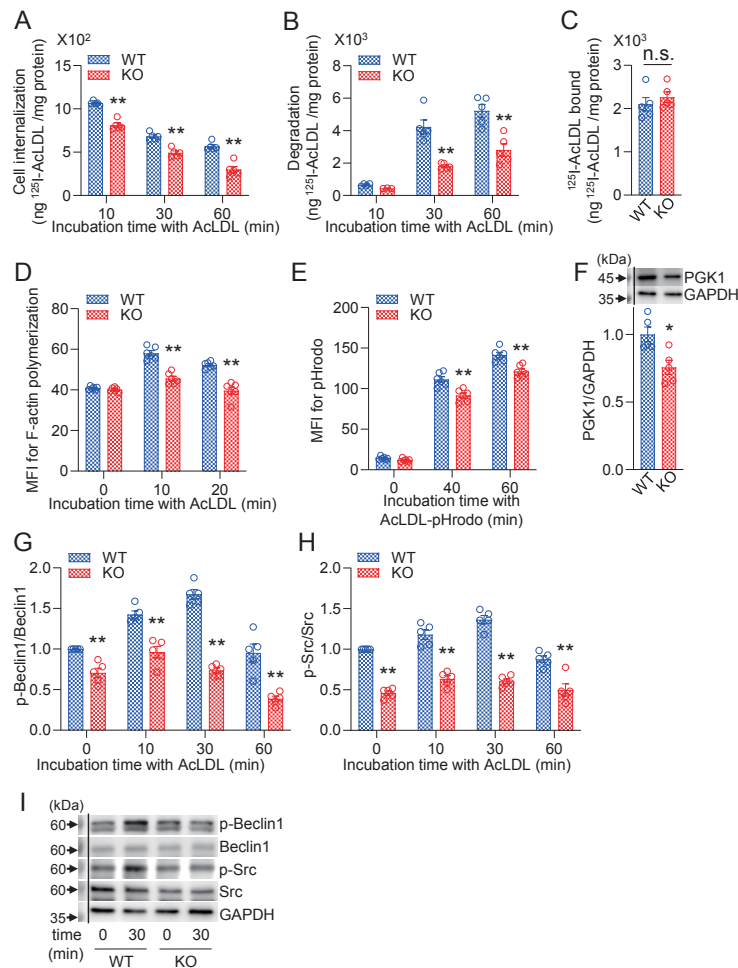 A
X10²
WT
KO
Cell internalization
(ng ¹²⁵I-AcLDL /mg protein)
15
10
5
0
**
**
**
10 30 60
Incubation time with AcLDL (min)
B
X10³
WT
KO
Degradation
(ng ¹²⁵I-AcLDL /mg protein)
8
6
4
2
0
**
**
10 30 60
Incubation time with AcLDL (min)
C
X10³
n.s.
¹²⁵I-AcLDL bound
(ng ¹²⁵I-AcLDL /mg protein)
3
2
1
0
WT KO
D
WT
KO
MFI for F-actin polymerization
80
60
40
20
0
**
**
0 10 20
Incubation time with AcLDL (min)
E
WT
KO
MFI for pHrodo
200
150
100
50
0
**
**
0 40 60
Incubation time with
AcLDL-pHrodo (min)
F
(kDa)
45 PGK1
35 GAPDH
PGK1/GAPDH
1.0
0.5
0.0
*
WT KO
G
WT
KO
p-Beclin1/Beclin1
2.0
1.5
1.0
0.5
0.0
**
**
**
**
0 10 30 60
Incubation time with AcLDL (min)
H
WT
KO
p-Src/Src
2.0
1.5
1.0
0.5
0.0
**
**
**
**
0 10 30 60
Incubation time with AcLDL (min)
I
(kDa)
60 p-Beclin1
60 Beclin1
60 p-Src
60 Src
35 GAPDH
time 0 30 0 30
(min) WT KO